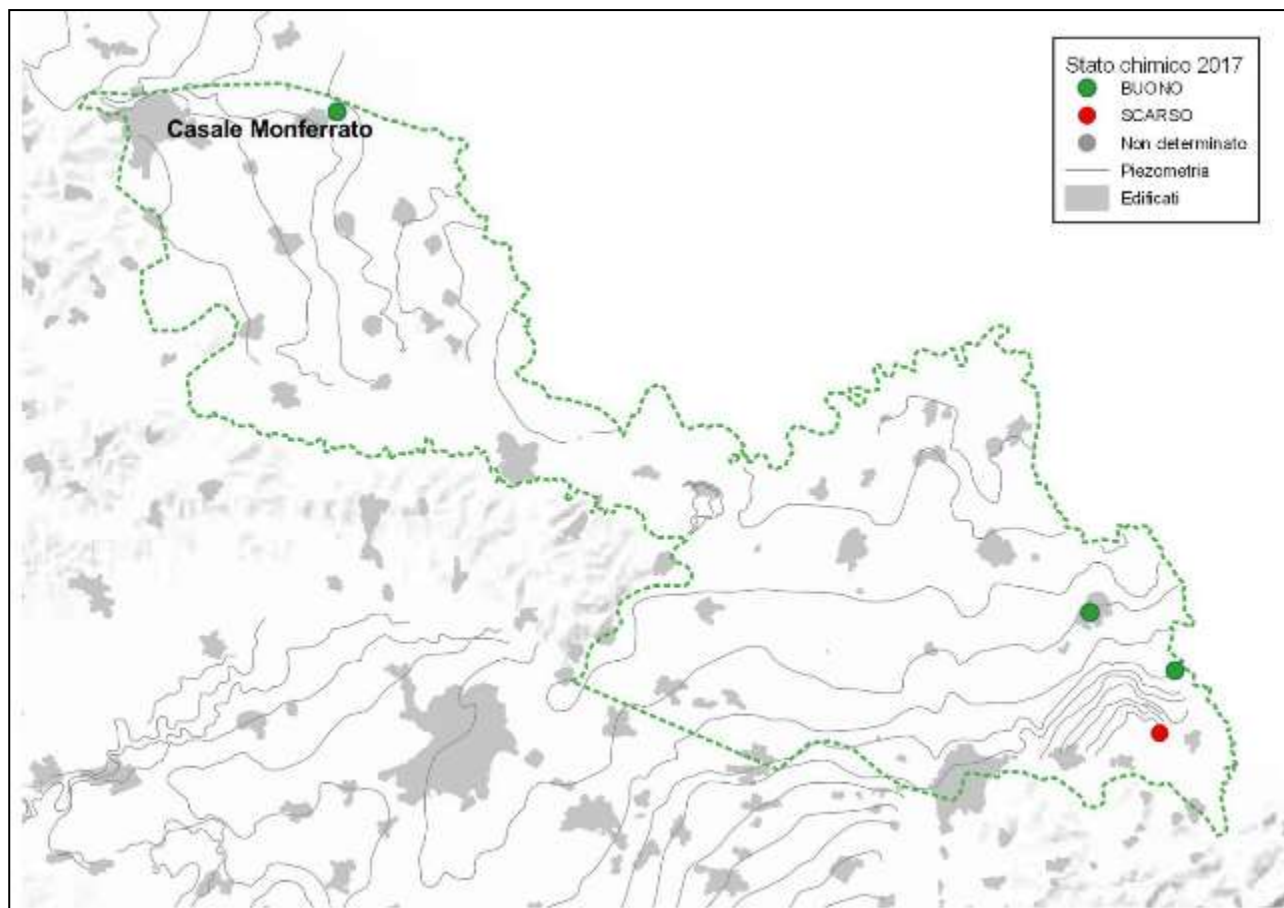 Stato chimico 2017
BUONO
SCARSO
Non determinato
Piezometria
Edificati
Casale Monferrato